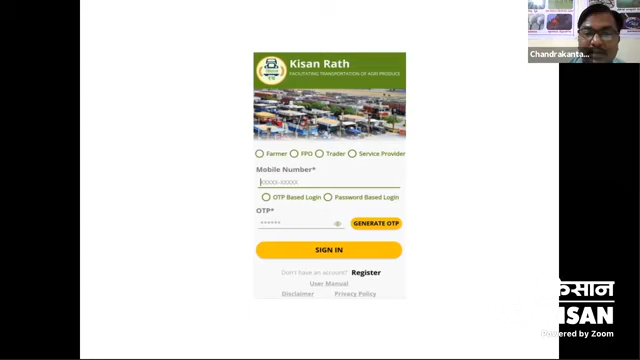 Kisan Rath
FACILITATING TRANSPORTATION OF AGRI PRODUCE
Chandrakanta...
Farmer FPO Trader Service Provider
Mobile Number*
XXXXX-XXXXX
OTP Based Login Password Based Login
OTP*
******
GENERATE OTP
SIGN IN
Don't have an account? Register
User Manual
Disclaimer Privacy Policy
किसान
Powered by Zoom